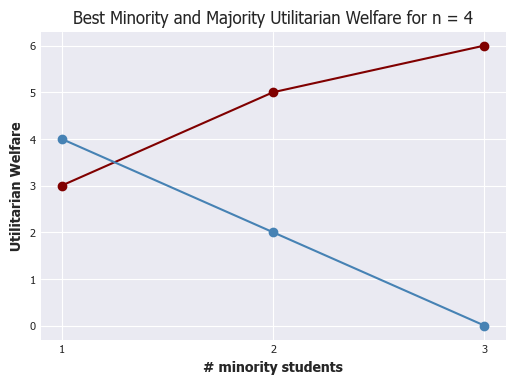 Best Minority and Majority Utilitarian Welfare for n = 4
Utilitarian Welfare
6
5
4
3
2
1
0
1 2 3
# minority students